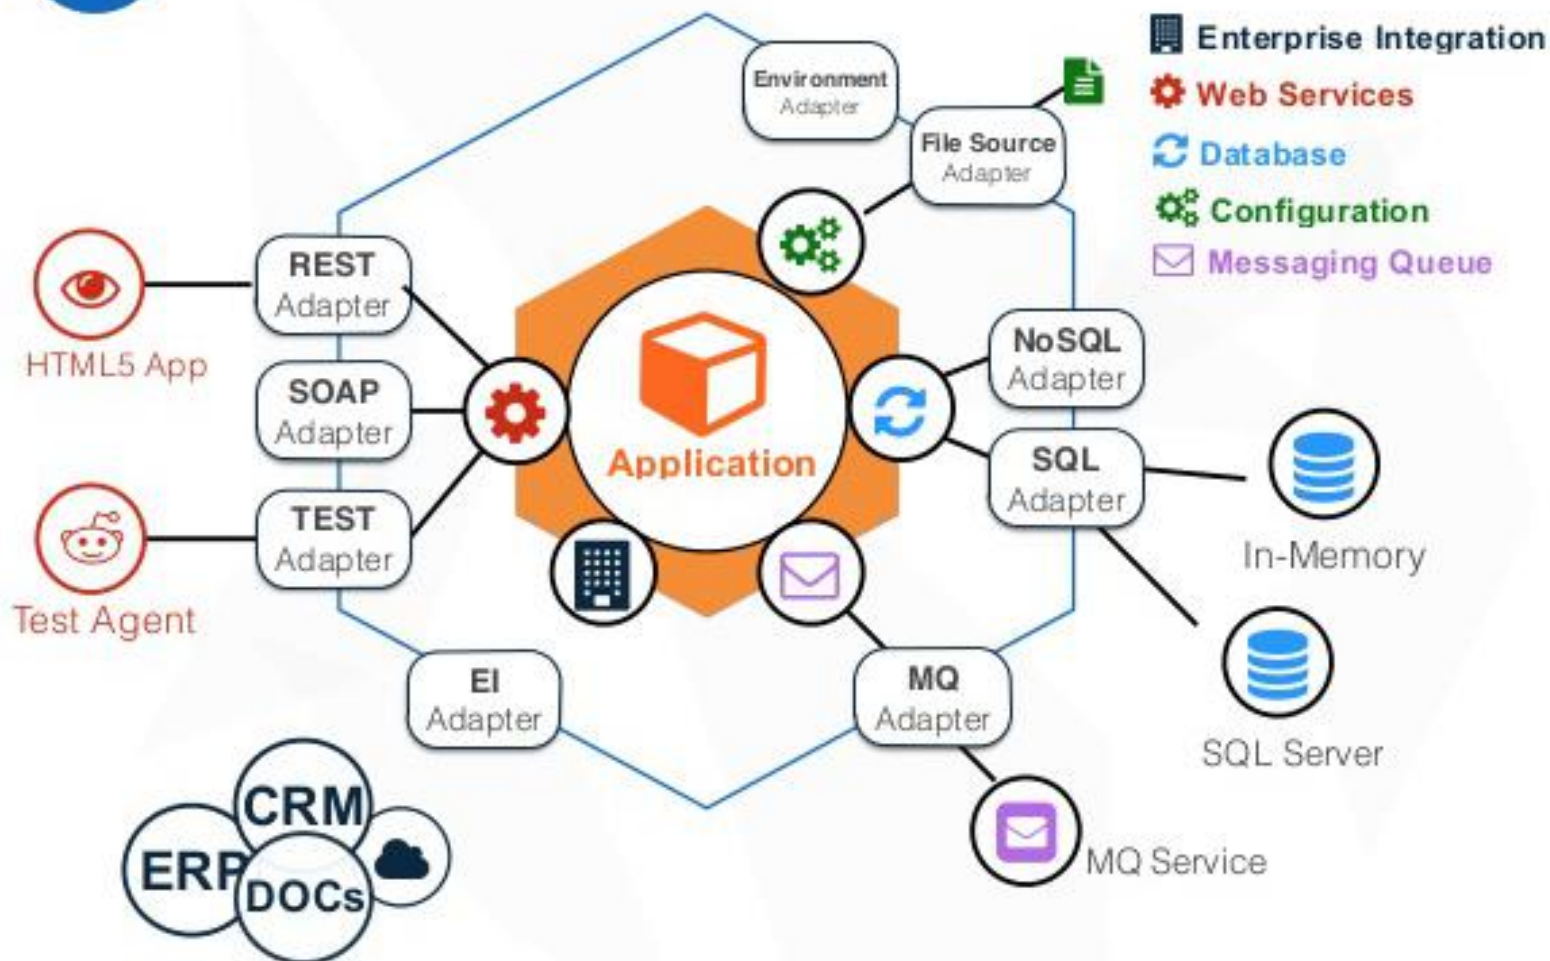 Enterprise Integration
Web Services
Database
Configuration
Messaging Queue
Environment
Adapter
File Source
Adapter
REST
Adapter
HTML5 App
SOAP
Adapter
TEST
Adapter
Test Agent
Application
NoSQL
Adapter
SQL
Adapter
In-Memory
SQL Server
EI
Adapter
MQ
Adapter
MQ Service
CRM
ERP
DOCs